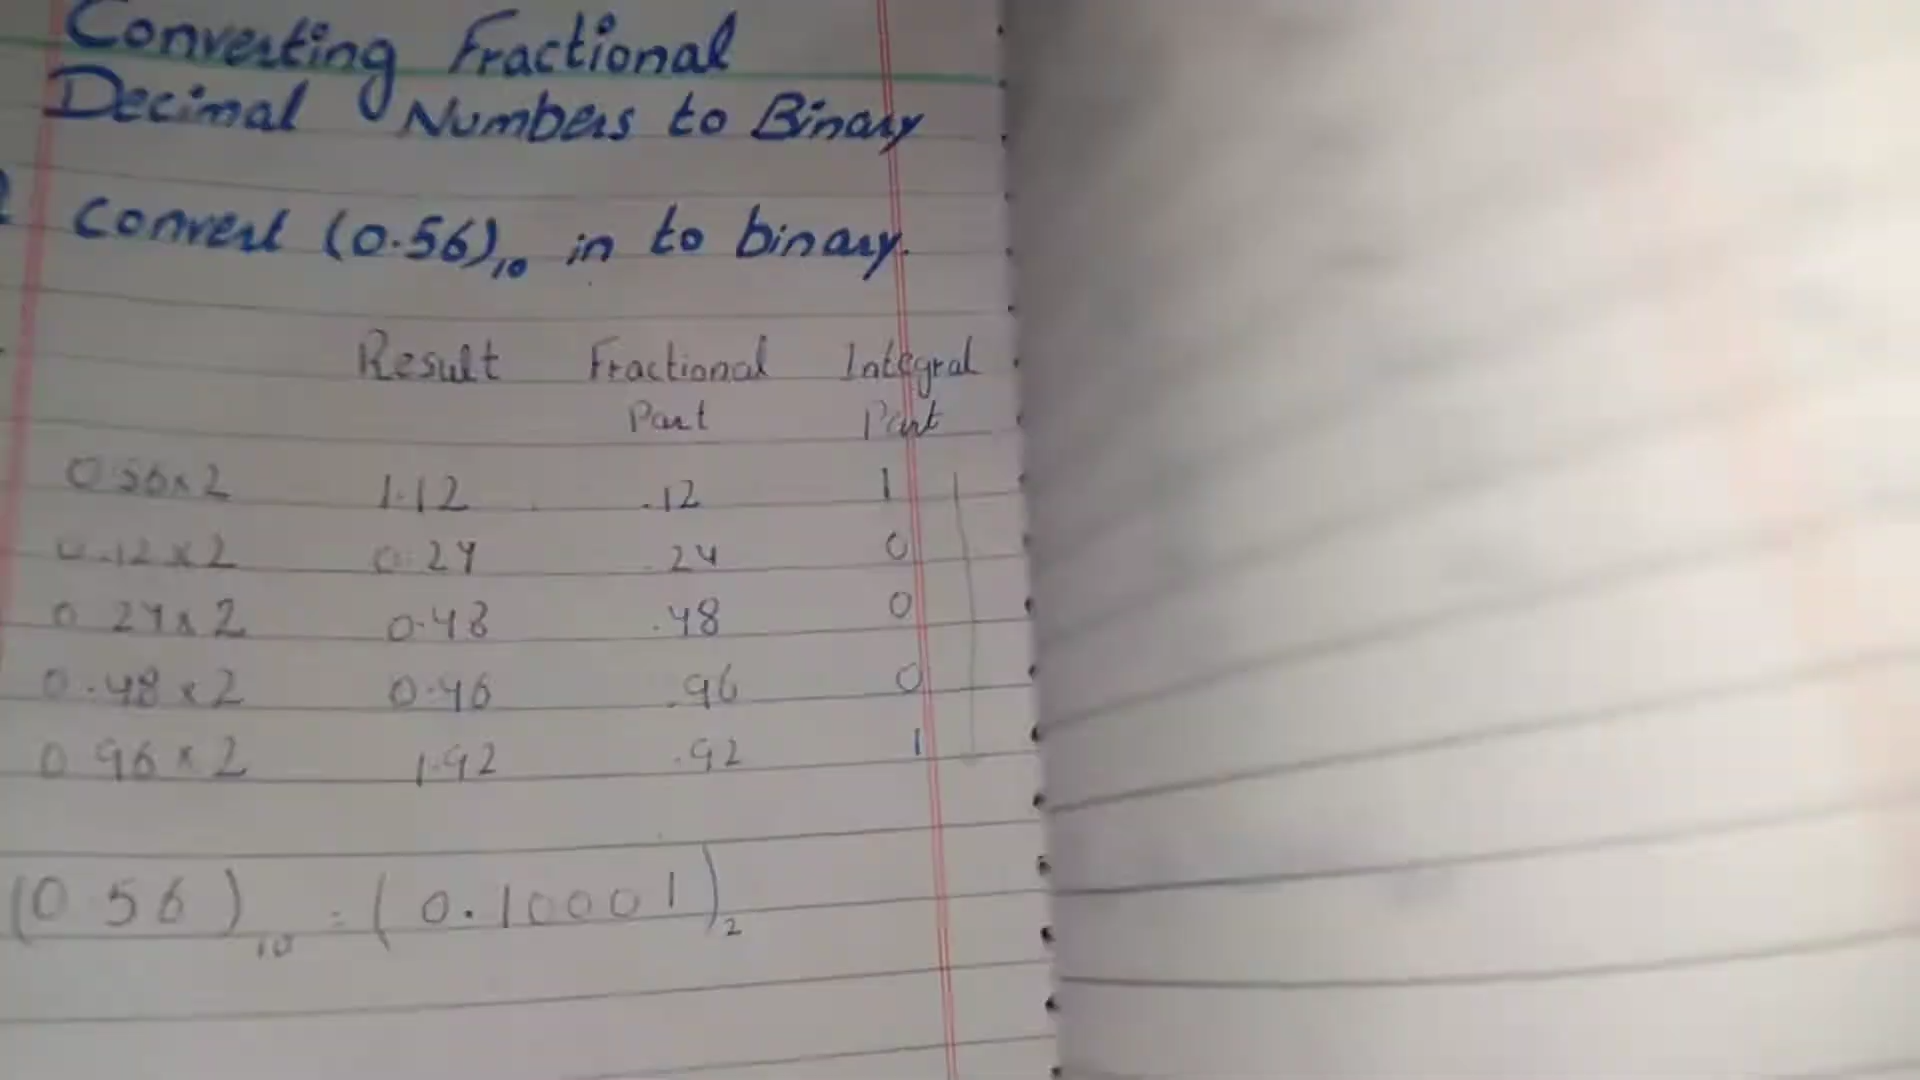 Converting Fractional
Decimal Numbers to Binary
Convert (0.56)10 in to binary.
Result Fractional Integral
Part Part
0.56x2 1.12 .12 1
0.12x2 0.24 .24 0
0.24x2 0.48 .48 0
0.48x2 0.96 .96 0
0.96x2 1.92 .92 1
(0.56)10 = (0.10001)2